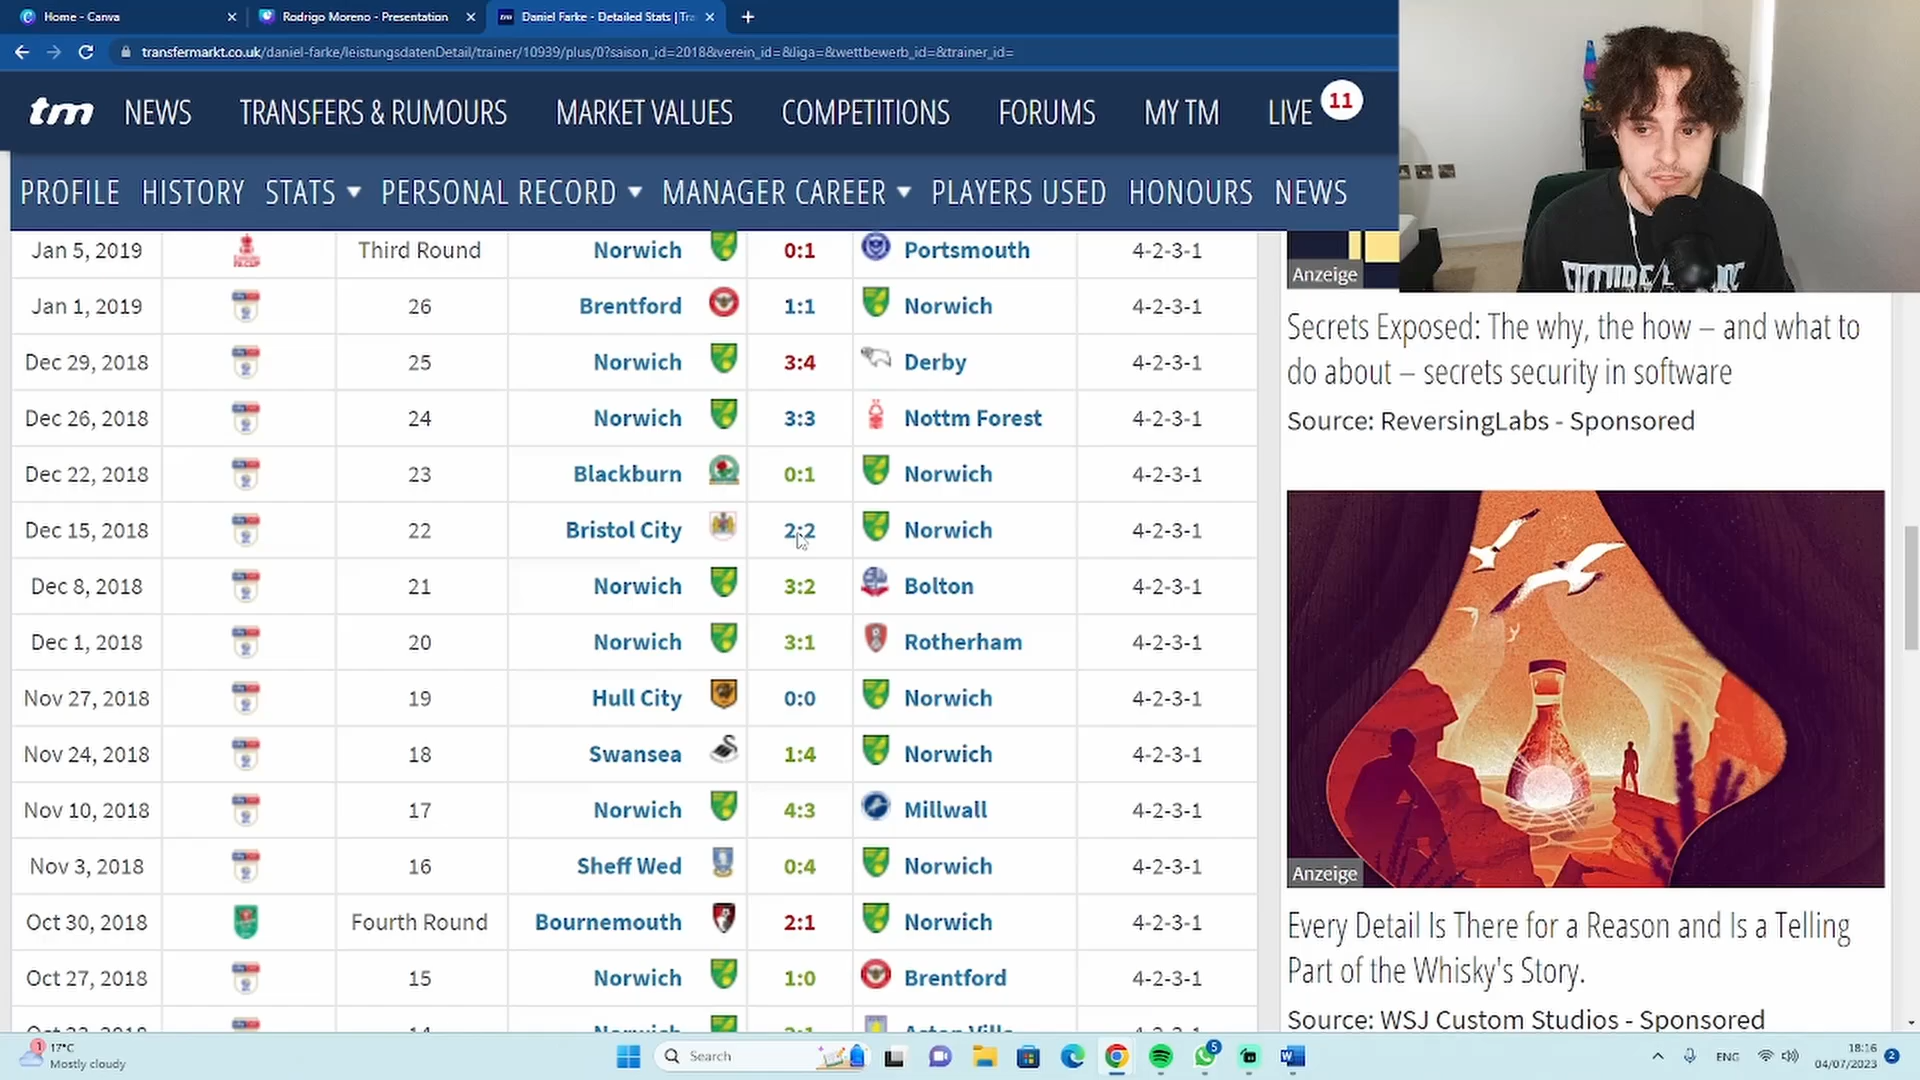 Home - Canva
Rodrigo Moreno - Presentation
Daniel Farke - Detailed Stats | Tra
transfermarkt.co.uk/daniel-farke/leistungsdatenDetail/trainer/10939/plus/0?saison_id=2018&verein_id=&liga=&wettbewerb_id=&trainer_id=
tm NEWS TRANSFERS & RUMOURS MARKET VALUES COMPETITIONS FORUMS MY TM LIVE 11
PROFILE HISTORY STATS PERSONAL RECORD MANAGER CAREER PLAYERS USED HONOURS NEWS
Jan 5, 2019 Third Round Norwich 0:1 Portsmouth 4-2-3-1
Jan 1, 2019 26 Brentford 1:1 Norwich 4-2-3-1
Dec 29, 2018 25 Norwich 3:4 Derby 4-2-3-1
Dec 26, 2018 24 Norwich 3:3 Nottm Forest 4-2-3-1
Dec 22, 2018 23 Blackburn 0:1 Norwich 4-2-3-1
Dec 15, 2018 22 Bristol City 2:2 Norwich 4-2-3-1
Dec 8, 2018 21 Norwich 3:2 Bolton 4-2-3-1
Dec 1, 2018 20 Norwich 3:1 Rotherham 4-2-3-1
Nov 27, 2018 19 Hull City 0:0 Norwich 4-2-3-1
Nov 24, 2018 18 Swansea 1:4 Norwich 4-2-3-1
Nov 10, 2018 17 Norwich 4:3 Millwall 4-2-3-1
Nov 3, 2018 16 Sheff Wed 0:4 Norwich 4-2-3-1
Oct 30, 2018 Fourth Round Bournemouth 2:1 Norwich 4-2-3-1
Oct 27, 2018 15 Norwich 1:0 Brentford 4-2-3-1
Anzeige
Secrets Exposed: The why, the how – and what to
do about – secrets security in software
Source: ReversingLabs - Sponsored
Anzeige
Every Detail Is There for a Reason and Is a Telling
Part of the Whisky's Story.
Source: WSJ Custom Studios - Sponsored
1
17°C
Mostly cloudy
Search
5
ENG
18:16
04/07/2023
2